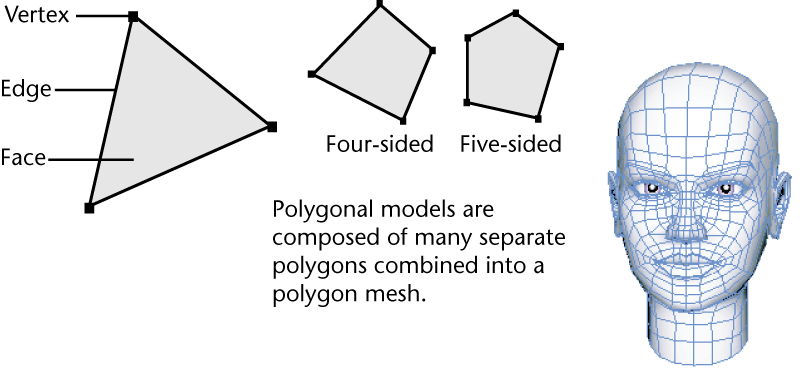 Vertex
Edge
Face
Four-sided
Five-sided
Polygonal models are
composed of many separate
polygons combined into a
polygon mesh.